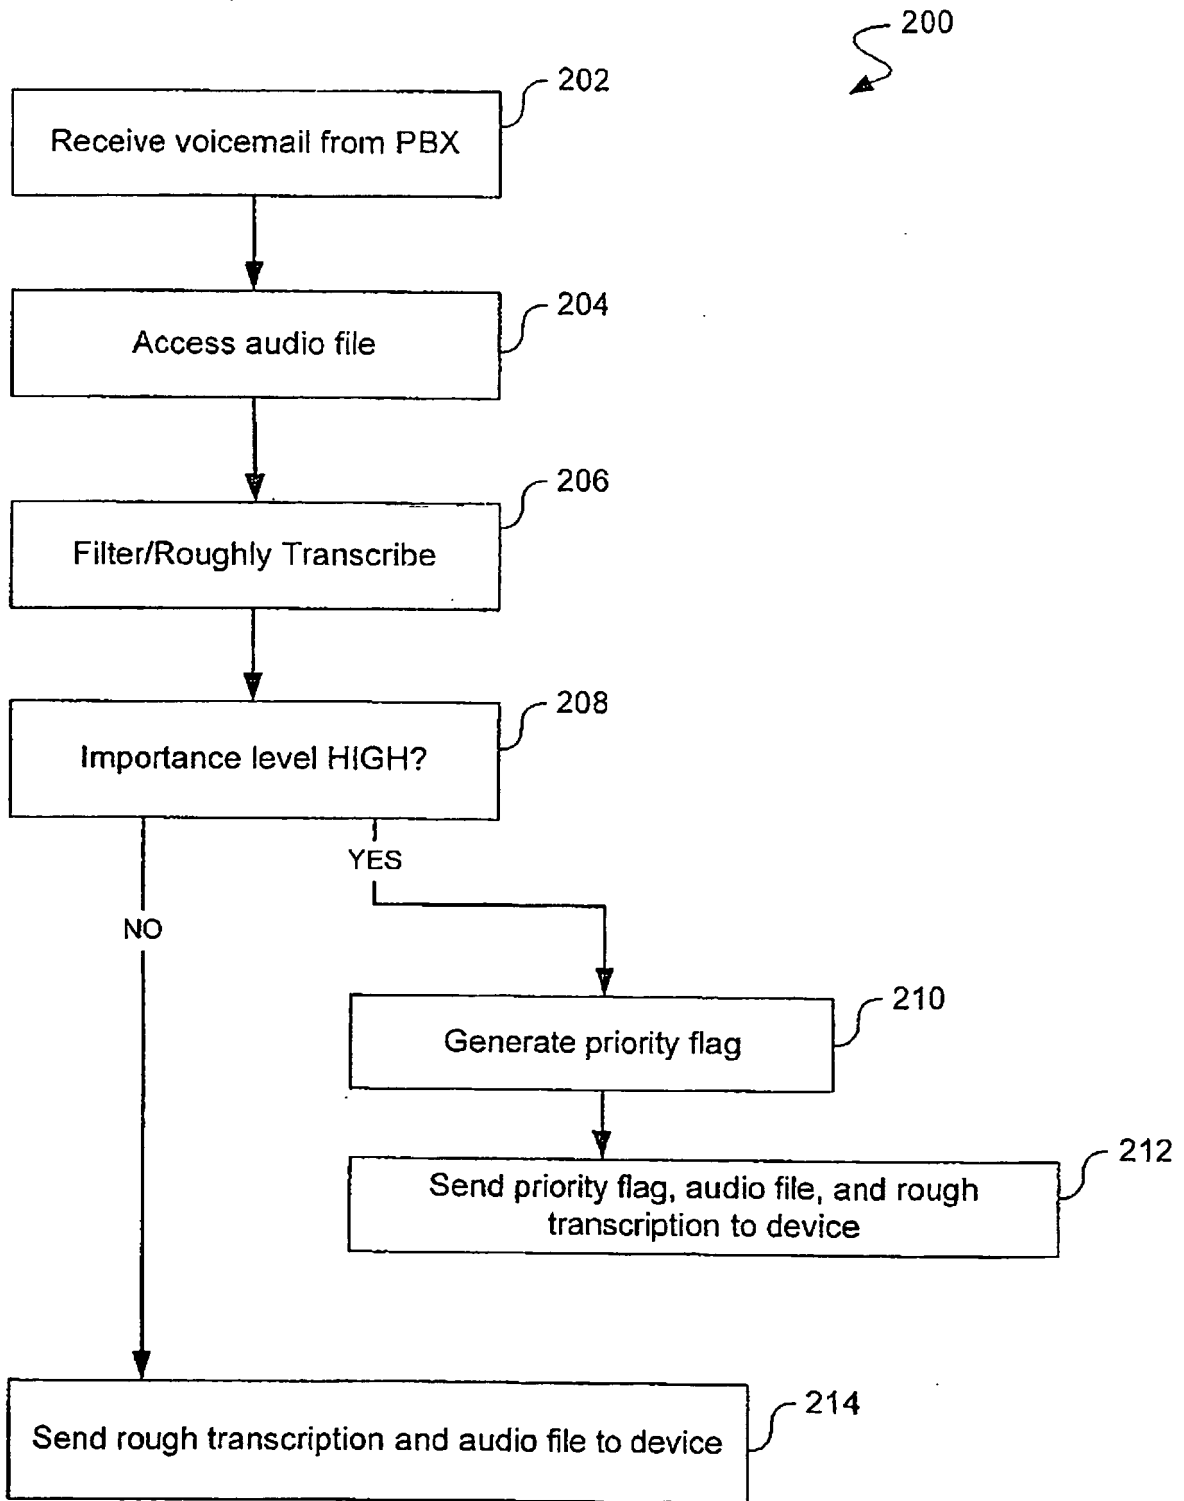 200
202
Receive voicemail from PBX
204
Access audio file
206
Filter/Roughly Transcribe
208
Importance level HIGH?
YES
NO
210
Generate priority flag
212
Send priority flag, audio file, and rough
transcription to device
214
Send rough transcription and audio file to device